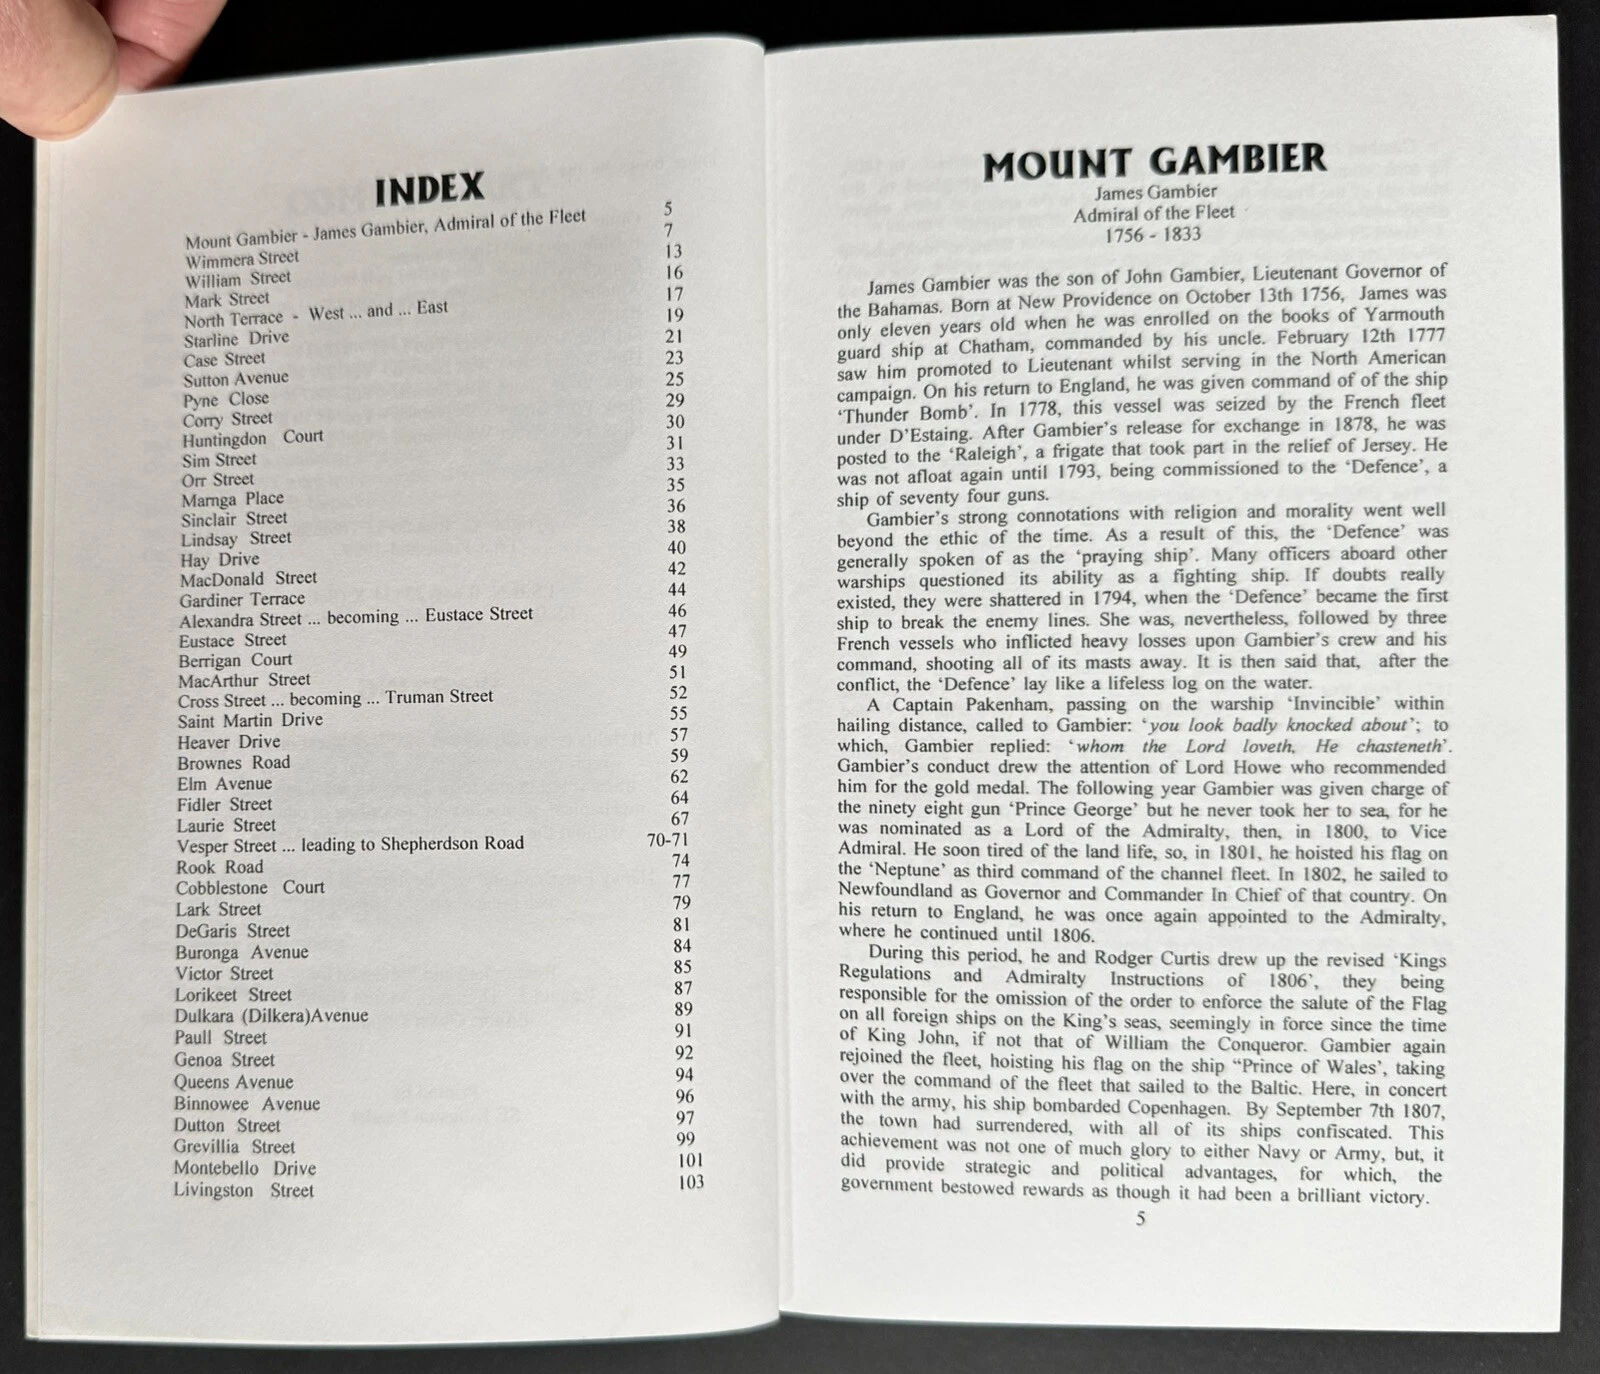 INDEX
Mount Gambier - James Gambier, Admiral of the Fleet 5
Wimmera Street 7
William Street 13
Mark Street 16
North Terrace - West ... and ... East 17
Starline Drive 19
Case Street 21
Sutton Avenue 23
Pyne Close 25
Corry Street 29
Huntingdon Court 30
Sim Street 31
Orr Street 33
Marnga Place 35
Sinclair Street 36
Lindsay Street 38
Hay Drive 40
MacDonald Street 42
Gardiner Terrace 44
Alexandra Street ... becoming ... Eustace Street 46
Eustace Street 47
Berrigan Court 49
MacArthur Street 51
Cross Street ... becoming ... Truman Street 52
Saint Martin Drive 55
Heaver Drive 57
Brownes Road 59
Elm Avenue 62
Fidler Street 64
Laurie Street 67
Vesper Street ... leading to Shepherdson Road 70-71
Rook Road 74
Cobblestone Court 77
Lark Street 79
DeGaris Street 81
Buronga Avenue 84
Victor Street 85
Lorikeet Street 87
Dulkara (Dilkera)Avenue 89
Paull Street 91
Genoa Street 92
Queens Avenue 94
Binnowee Avenue 96
Dutton Street 97
Grevillia Street 99
Montebello Drive 101
Livingston Street 103
MOUNT GAMBIER
James Gambier
Admiral of the Fleet
1756 - 1833
James Gambier was the son of John Gambier, Lieutenant Governor of
the Bahamas. Born at New Providence on October 13th 1756, James was
only eleven years old when he was enrolled on the books of Yarmouth
guard ship at Chatham, commanded by his uncle. February 12th 1777
saw him promoted to Lieutenant whilst serving in the North American
campaign. On his return to England, he was given command of of the ship
‘Thunder Bomb’. In 1778, this vessel was seized by the French fleet
under D’Estaing. After Gambier’s release for exchange in 1878, he was
posted to the ‘Raleigh’, a frigate that took part in the relief of Jersey. He
was not afloat again until 1793, being commissioned to the ‘Defence’, a
ship of seventy four guns.
Gambier’s strong connotations with religion and morality went well
beyond the ethic of the time. As a result of this, the ‘Defence’ was
generally spoken of as the ‘praying ship’. Many officers aboard other
warships questioned its ability as a fighting ship. If doubts really
existed, they were shattered in 1794, when the ‘Defence’ became the first
ship to break the enemy lines. She was, nevertheless, followed by three
French vessels who inflicted heavy losses upon Gambier’s crew and his
command, shooting all of its masts away. It is then said that, after the
conflict, the ‘Defence’ lay like a lifeless log on the water.
A Captain Pakenham, passing on the warship ‘Invincible’ within
hailing distance, called to Gambier: ‘you look badly knocked about’; to
which, Gambier replied: ‘whom the Lord loveth, He chasteneth’.
Gambier’s conduct drew the attention of Lord Howe who recommended
him for the gold medal. The following year Gambier was given charge of
the ninety eight gun ‘Prince George’ but he never took her to sea, for he
was nominated as a Lord of the Admiralty, then, in 1800, to Vice
Admiral. He soon tired of the land life, so, in 1801, he hoisted his flag on
the ‘Neptune’ as third command of the channel fleet. In 1802, he sailed to
Newfoundland as Governor and Commander In Chief of that country. On
his return to England, he was once again appointed to the Admiralty,
where he continued until 1806.
During this period, he and Rodger Curtis drew up the revised ‘Kings
Regulations and Admiralty Instructions of 1806’, they being
responsible for the omission of the order to enforce the salute of the Flag
on all foreign ships on the King’s seas, seemingly in force since the time
of King John, if not that of William the Conqueror. Gambier again
rejoined the fleet, hoisting his flag on the ship “Prince of Wales’, taking
over the command of the fleet that sailed to the Baltic. Here, in concert
with the army, his ship bombarded Copenhagen. By September 7th 1807,
the town had surrendered, with all of its ships confiscated. This
achievement was not one of much glory to either Navy or Army, but, it
did provide strategic and political advantages, for which, the
government bestowed rewards as though it had been a brilliant victory.
5